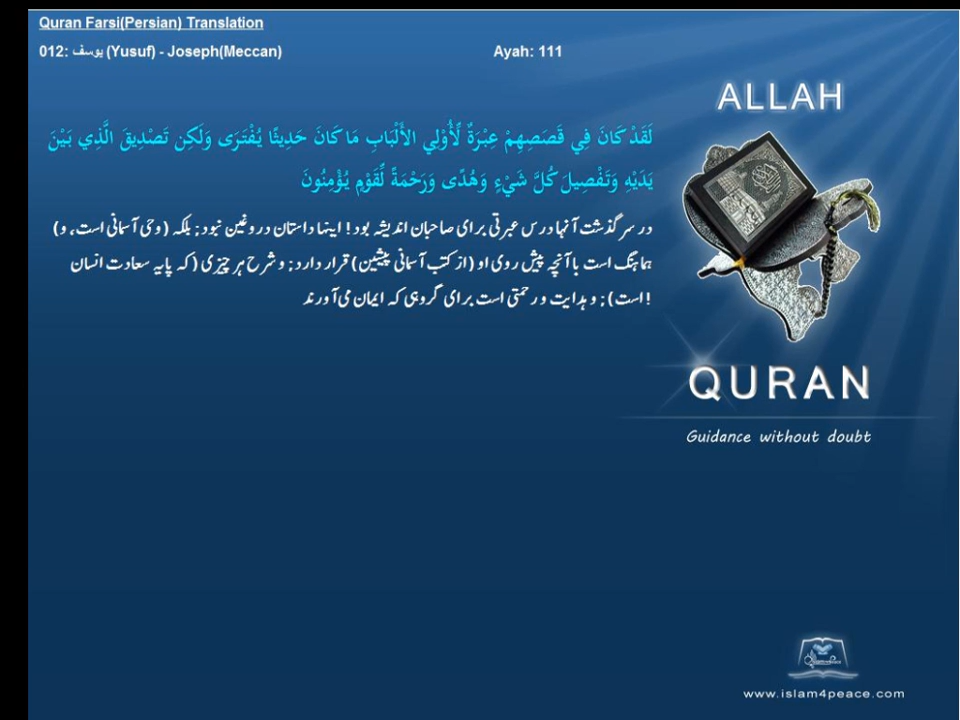 Quran Farsi(Persian) Translation
012: يوسف (Yusuf) - Joseph(Meccan) Ayah: 111
ALLAH
لَقَدْ كَانَ فِي قَصَصِهِمْ عِبْرَةٌ لِّأُوْلِي الأَلْبَابِ مَا كَانَ حَدِيثًا يُفْتَرَى وَلَكِن تَصْدِيقَ الَّذِي بَيْنَ
يَدَيْهِ وَتَفْصِيلَ كُلَّ شَيْءٍ وَهُدًى وَرَحْمَةً لِّقَوْمٍ يُؤْمِنُونَ
در سرگذشت آنها درس عبرتی برای صاحبان اندیشه بود! اینها داستان دروغین نبود; بلکه (وحی آسمانی است، و)
هماهنگ است با آنچه پیش روی او (از کتب آسمانی پیشین) قرار دارد; و شرح هر چیزی (که پایه سعادت انسان
است); و هدایت و رحمتی است برای گروهی که ایمان می‌آورند!
QURAN
Guidance without doubt
www.islam4peace.com